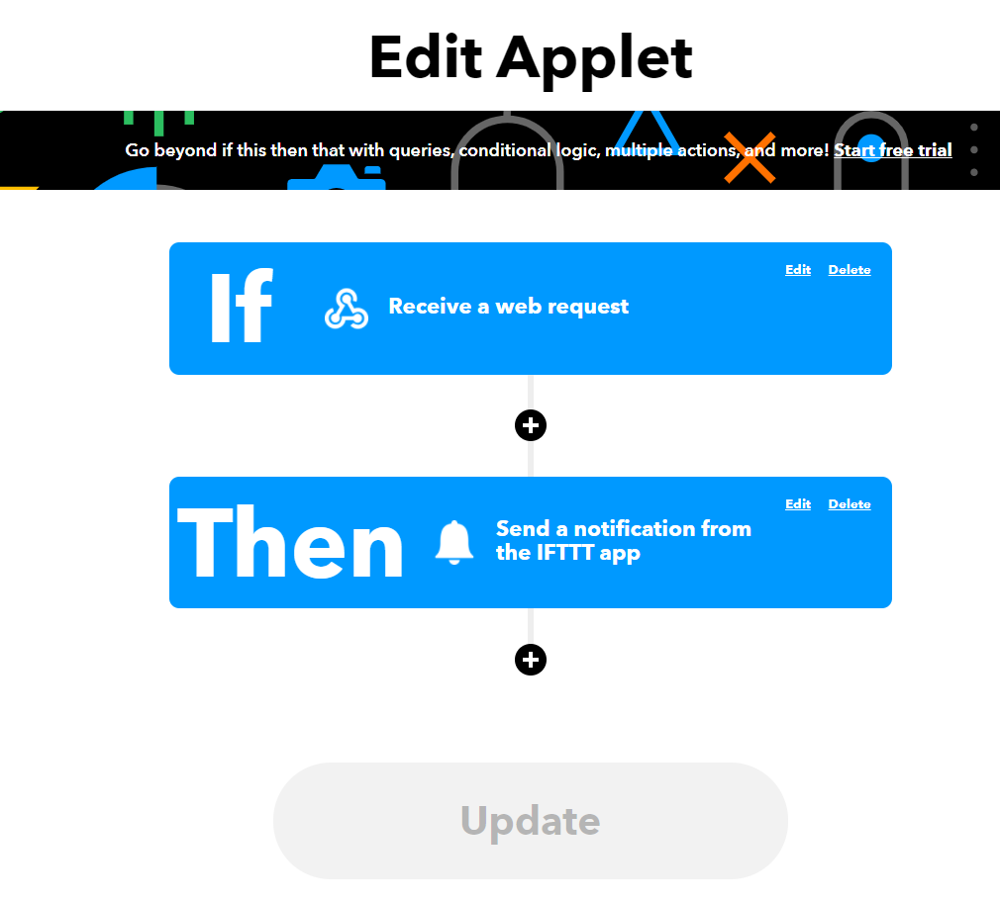 Edit Applet
Go beyond if this then that with queries, conditional logic, multiple actions, and more! Start free trial
If
Receive a web request
Edit Delete
Then
Send a notification from
the IFTTT app
Edit Delete
Update